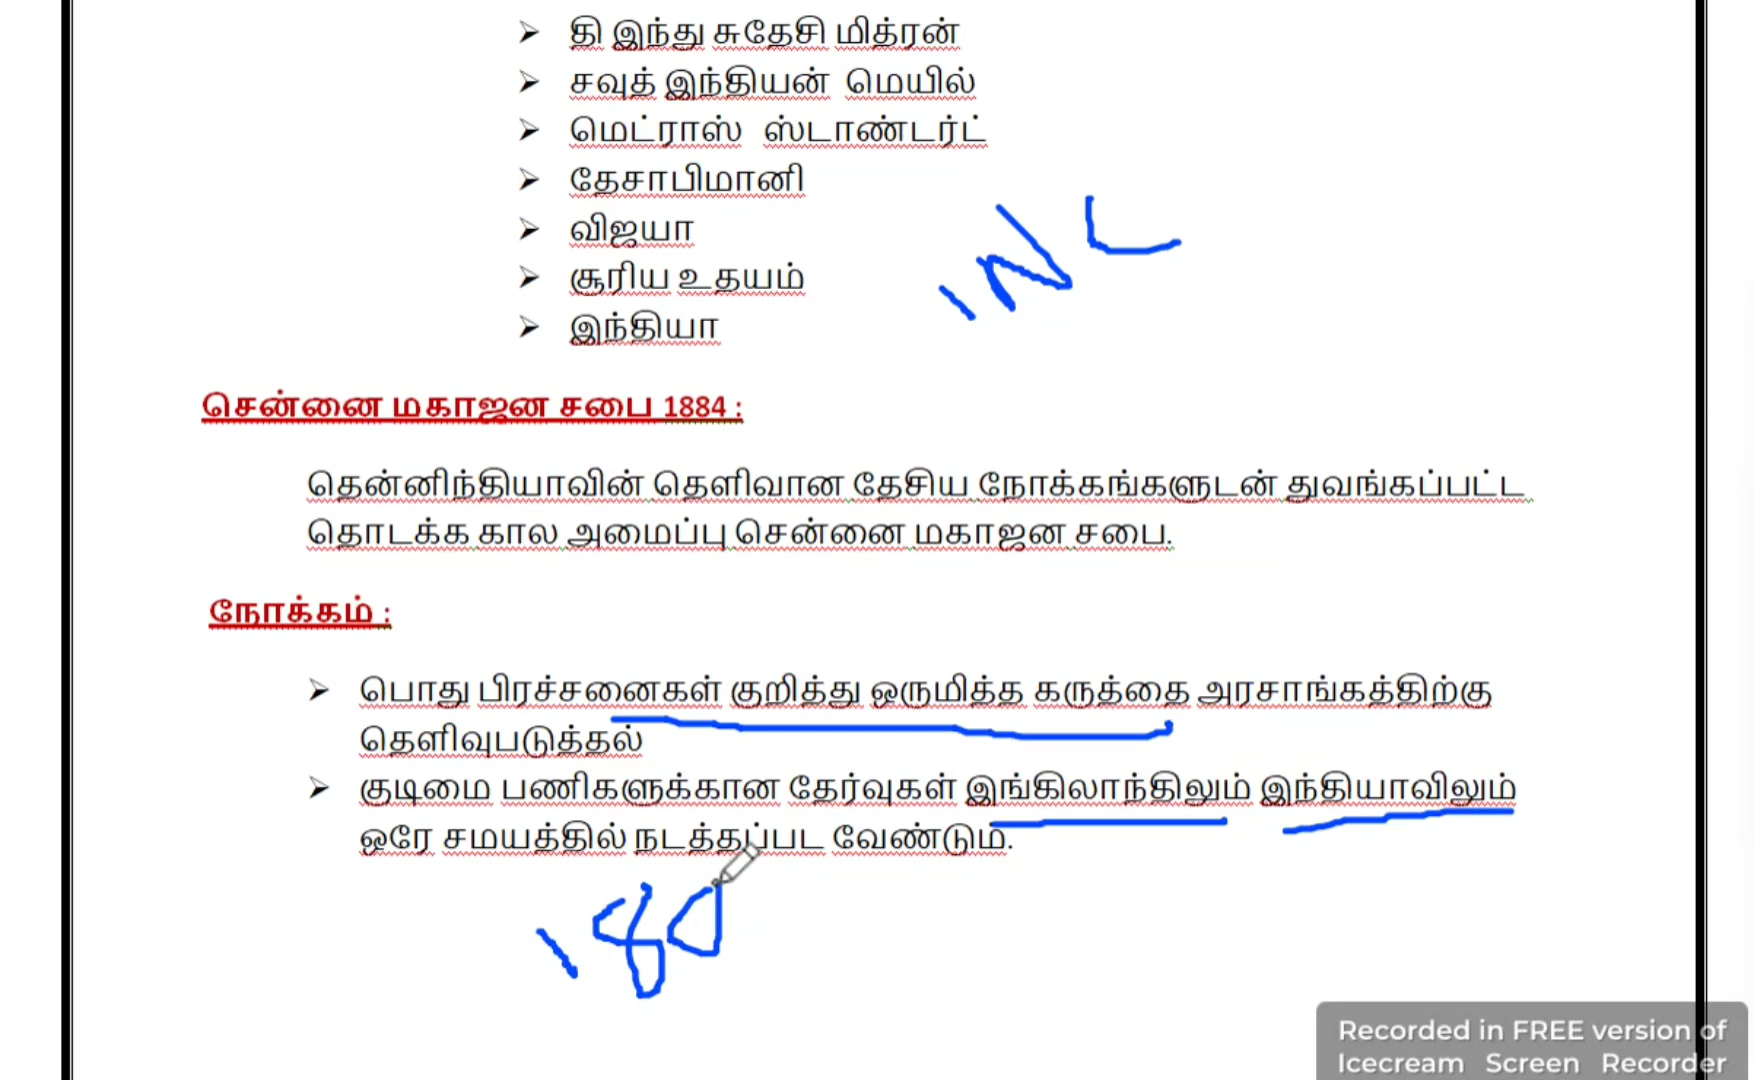 ➢ தி இந்து சுதேசி மித்ரன்
➢ சவுத் இந்தியன் மெயில்
➢ மெட்ராஸ் ஸ்டாண்டர்ட்
➢ தேசாபிமானி
➢ விஜயா
➢ சூரிய உதயம்
➢ இந்தியா
INC
சென்னை மகாஜன சபை 1884 :
தென்னிந்தியாவின் தெளிவான தேசிய நோக்கங்களுடன் துவங்கப்பட்ட
தொடக்க கால அமைப்பு சென்னை மகாஜன சபை.
நோக்கம் :
➢ பொது பிரச்சனைகள் குறித்து ஒருமித்த கருத்தை அரசாங்கத்திற்கு
தெளிவுபடுத்தல்
➢ குடிமை பணிகளுக்கான தேர்வுகள் இங்கிலாந்திலும் இந்தியாவிலும்
ஒரே சமயத்தில் நடத்தப்பட வேண்டும்.
Recorded in FREE version of
Icecream Screen Recorder